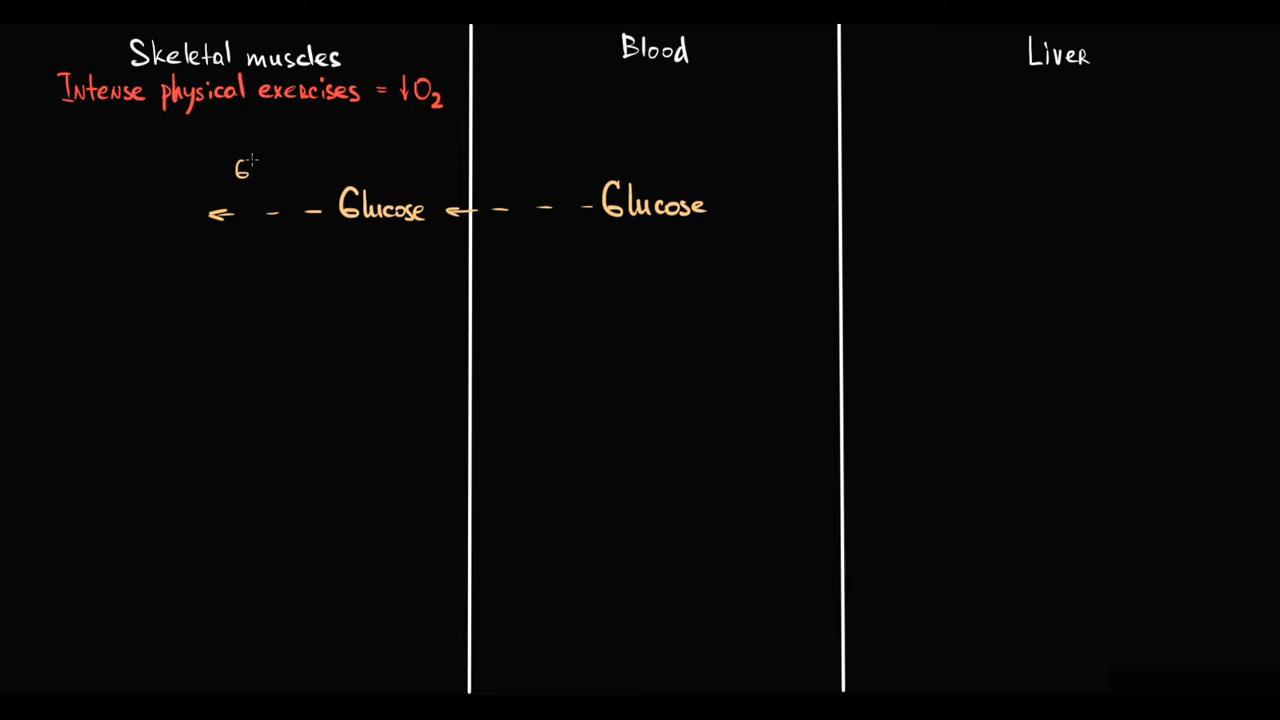 Skeletal muscles
Intense physical exercises = ↓O₂
Blood
Liver
G
← - - Glucose ← - - - Glucose